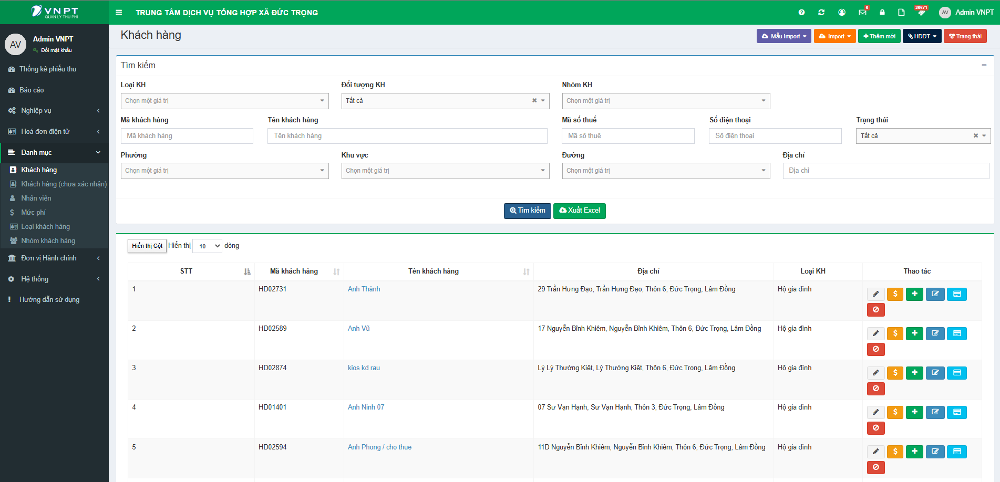 VNPT
QUẢN LÝ THU PHÍ
TRUNG TÂM DỊCH VỤ TỔNG HỢP XÃ ĐỨC TRỌNG
6
26671
AV
Admin VNPT
AV
Admin VNPT
Đổi mật khẩu
Thống kê phiếu thu
Báo cáo
Nghiệp vụ
Hoá đơn điện tử
Danh mục
Khách hàng
Khách hàng (chưa xác nhận)
Nhân viên
Mức phí
Loại khách hàng
Nhóm khách hàng
Đơn vị Hành chính
Hệ thống
Hướng dẫn sử dụng
Khách hàng
Mẫu Import
Import
Thêm mới
HĐĐT
Trạng thái
Tìm kiếm
Loại KH
Đối tượng KH
Nhóm KH
Chọn một giá trị
Tất cả
Chọn một giá trị
Mã khách hàng
Tên khách hàng
Mã số thuế
Số điện thoại
Trạng thái
Mã khách hàng
Tên khách hàng
Mã số thuế
Số điện thoại
Tất cả
Phường
Khu vực
Đường
Địa chỉ
Chọn một giá trị
Chọn một giá trị
Chọn một giá trị
Địa chỉ
Tìm kiếm
Xuất Excel
Hiển thị Cột Hiển thị 10 dòng
STT Mã khách hàng Tên khách hàng Địa chỉ Loại KH Thao tác
1 HD02731 Anh Thành 29 Trần Hưng Đạo, Trần Hưng Đạo, Thôn 6, Đức Trọng, Lâm Đồng Hộ gia đình
2 HD02589 Anh Vũ 17 Nguyễn Bỉnh Khiêm, Nguyễn Bỉnh Khiêm, Thôn 6, Đức Trọng, Lâm Đồng Hộ gia đình
3 HD02874 kios kd rau Lý Lý Thường Kiệt, Lý Thường Kiệt, Thôn 6, Đức Trọng, Lâm Đồng Hộ gia đình
4 HD01401 Anh Ninh 07 07 Sư Vạn Hạnh, Sư Vạn Hạnh, Thôn 3, Đức Trọng, Lâm Đồng Hộ gia đình
5 HD02594 Anh Phong / cho thue 11D Nguyễn Bỉnh Khiêm, Nguyễn Bỉnh Khiêm, Thôn 6, Đức Trọng, Lâm Đồng Hộ gia đình